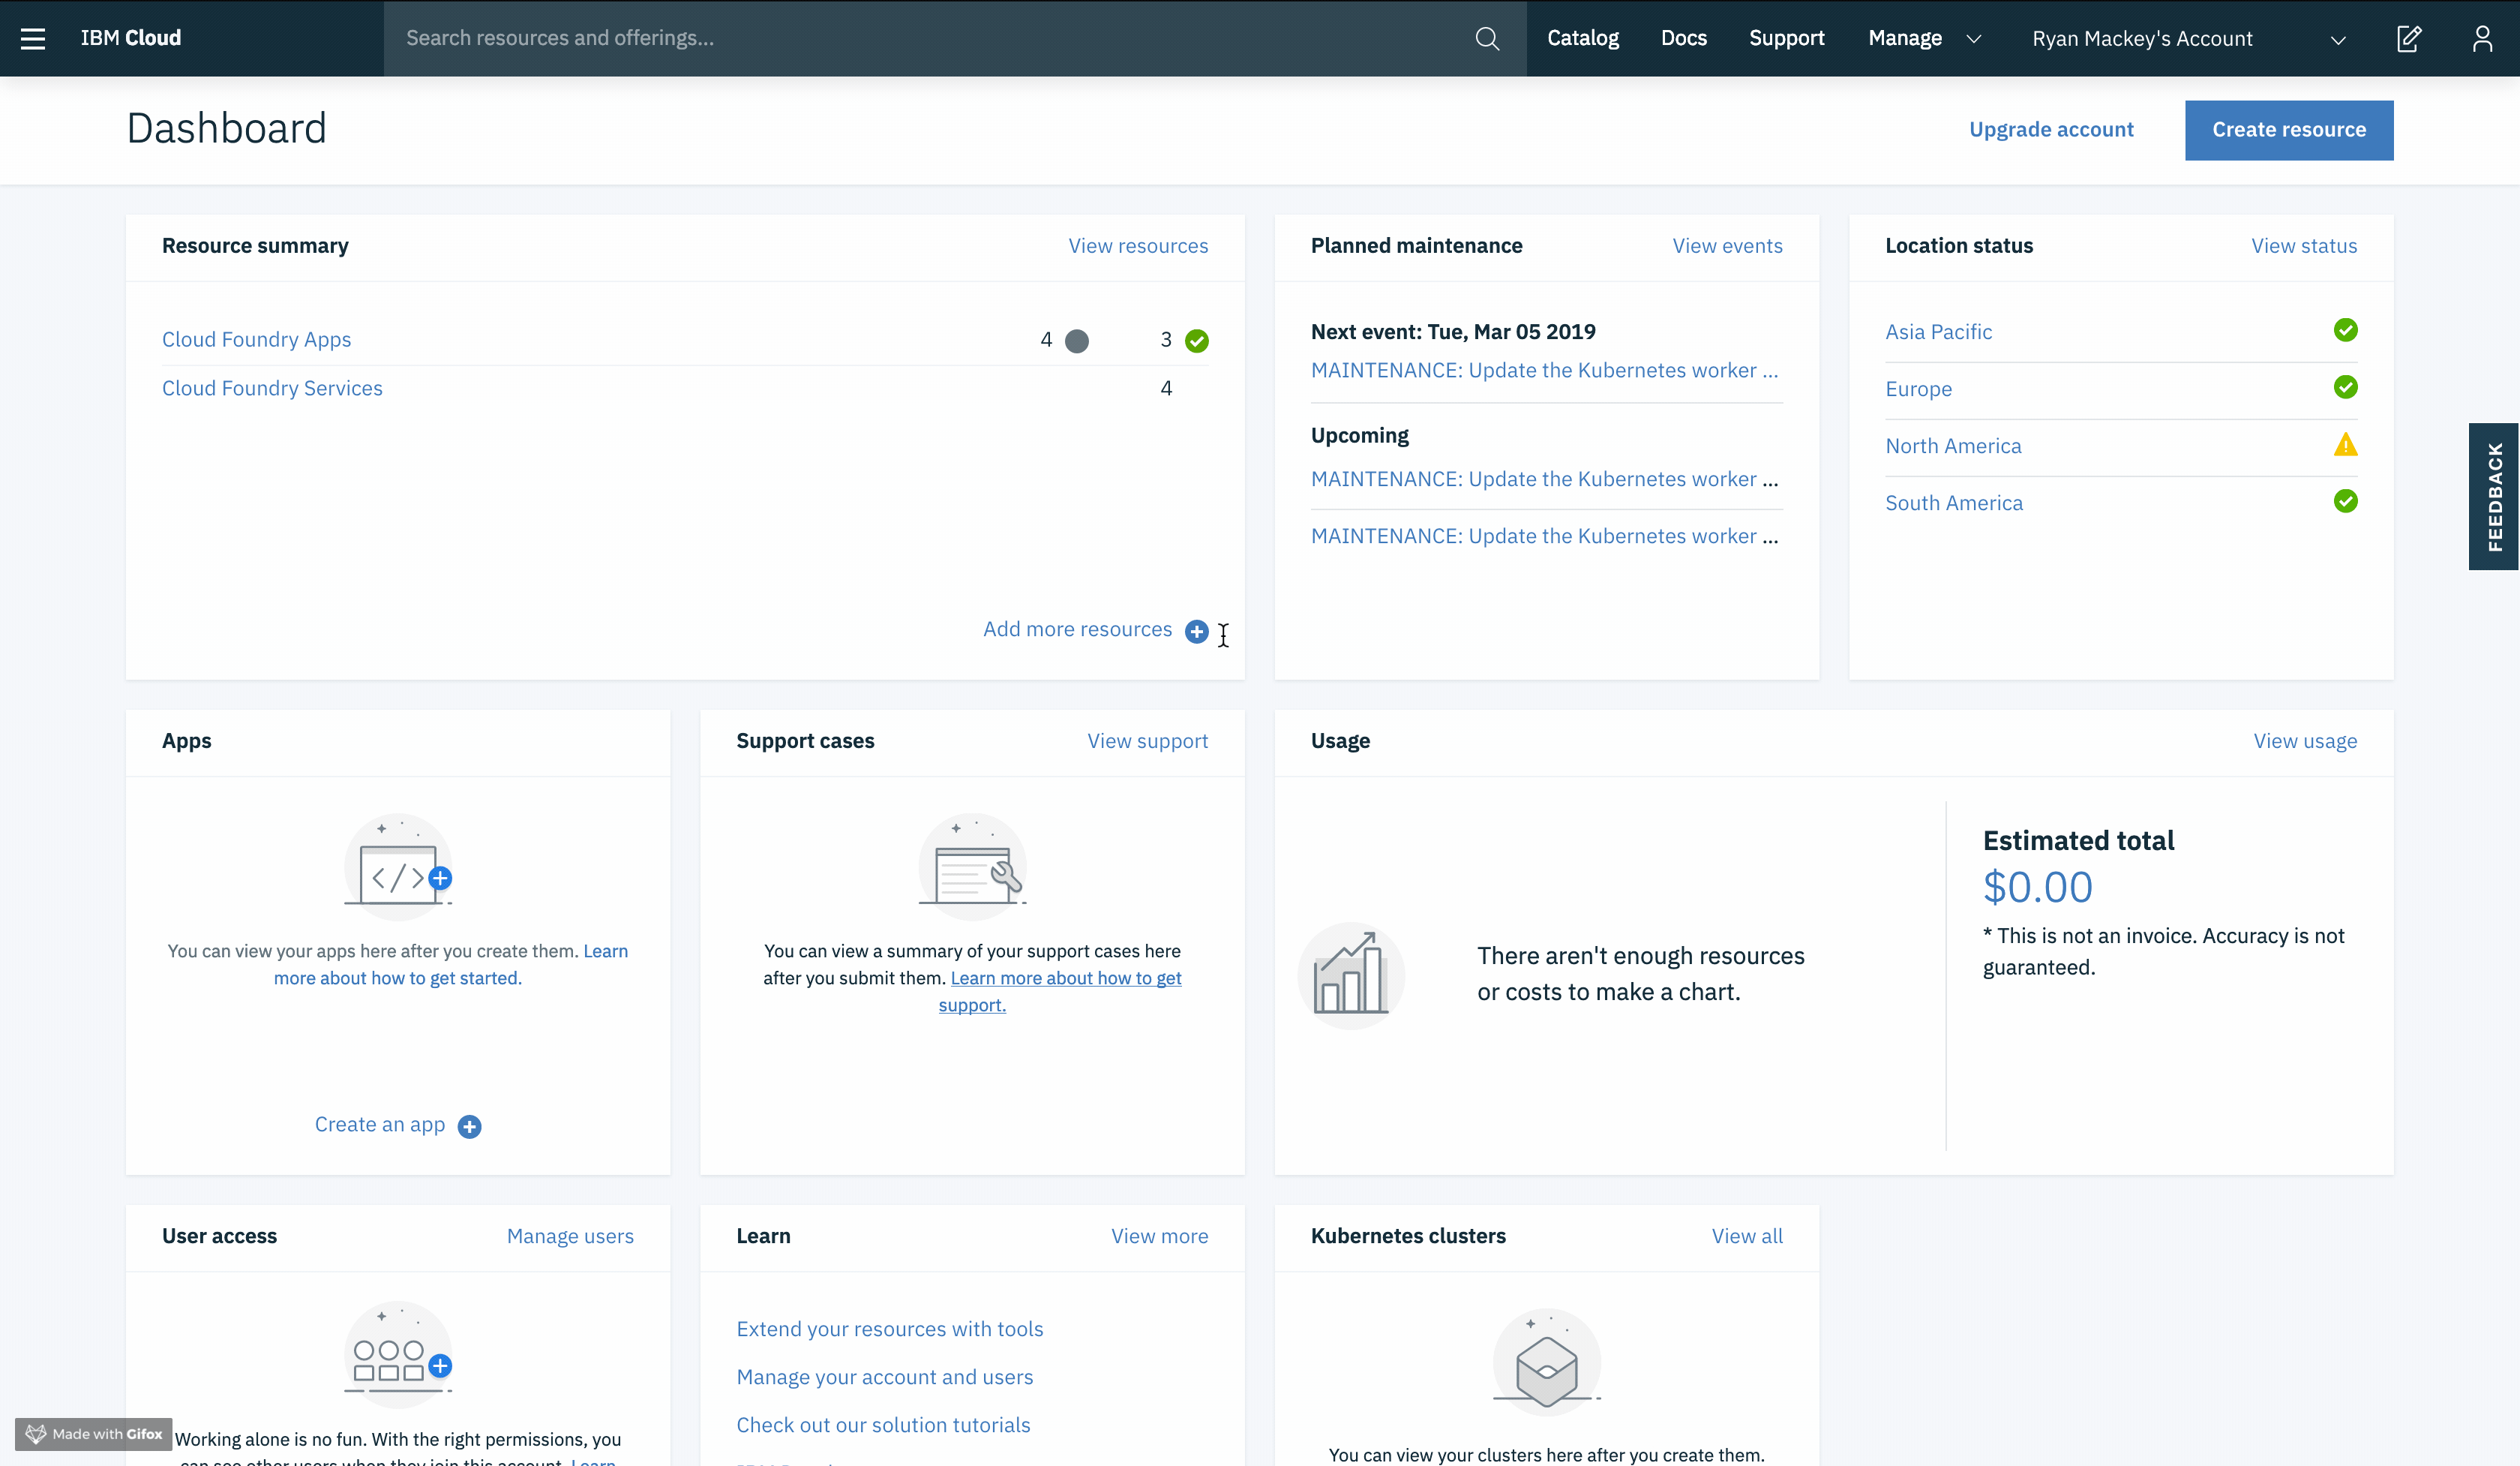 IBM Cloud
Search resources and offerings...
Catalog
Docs
Support
Manage
Ryan Mackey's Account
Dashboard
Upgrade account
Create resource
Resource summary
View resources
Cloud Foundry Apps
4
3
Cloud Foundry Services
4
Add more resources
Planned maintenance
View events
Next event: Tue, Mar 05 2019
MAINTENANCE: Update the Kubernetes worker ...
Upcoming
MAINTENANCE: Update the Kubernetes worker ...
MAINTENANCE: Update the Kubernetes worker ...
Location status
View status
Asia Pacific
Europe
North America
South America
FEEDBACK
Apps
</>
You can view your apps here after you create them. Learn
more about how to get started.
Create an app
Support cases
View support
You can view a summary of your support cases here
after you submit them. Learn more about how to get
support.
Usage
View usage
There aren't enough resources
or costs to make a chart.
Estimated total
$0.00
* This is not an invoice. Accuracy is not
guaranteed.
User access
Manage users
Working alone is no fun. With the right permissions, you
can see other users when they join this account. Learn
Learn
View more
Extend your resources with tools
Manage your account and users
Check out our solution tutorials
Kubernetes clusters
View all
You can view your clusters here after you create them.
Made with Gifox